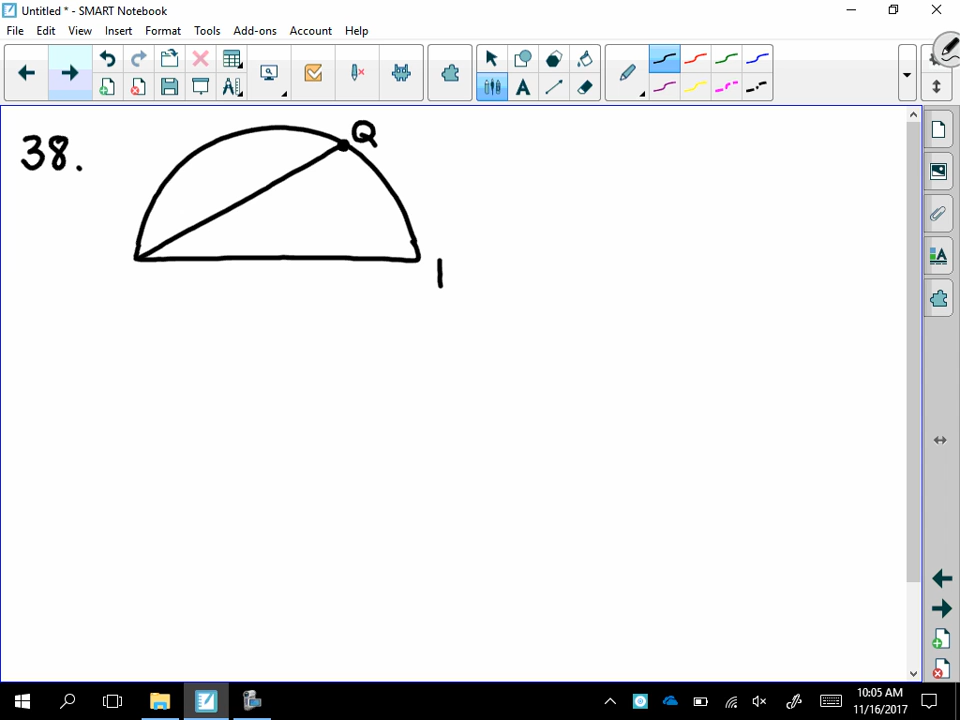 Untitled * - SMART Notebook
File Edit View Insert Format Tools Add-ons Account Help
38.
Q
10:05 AM
11/16/2017